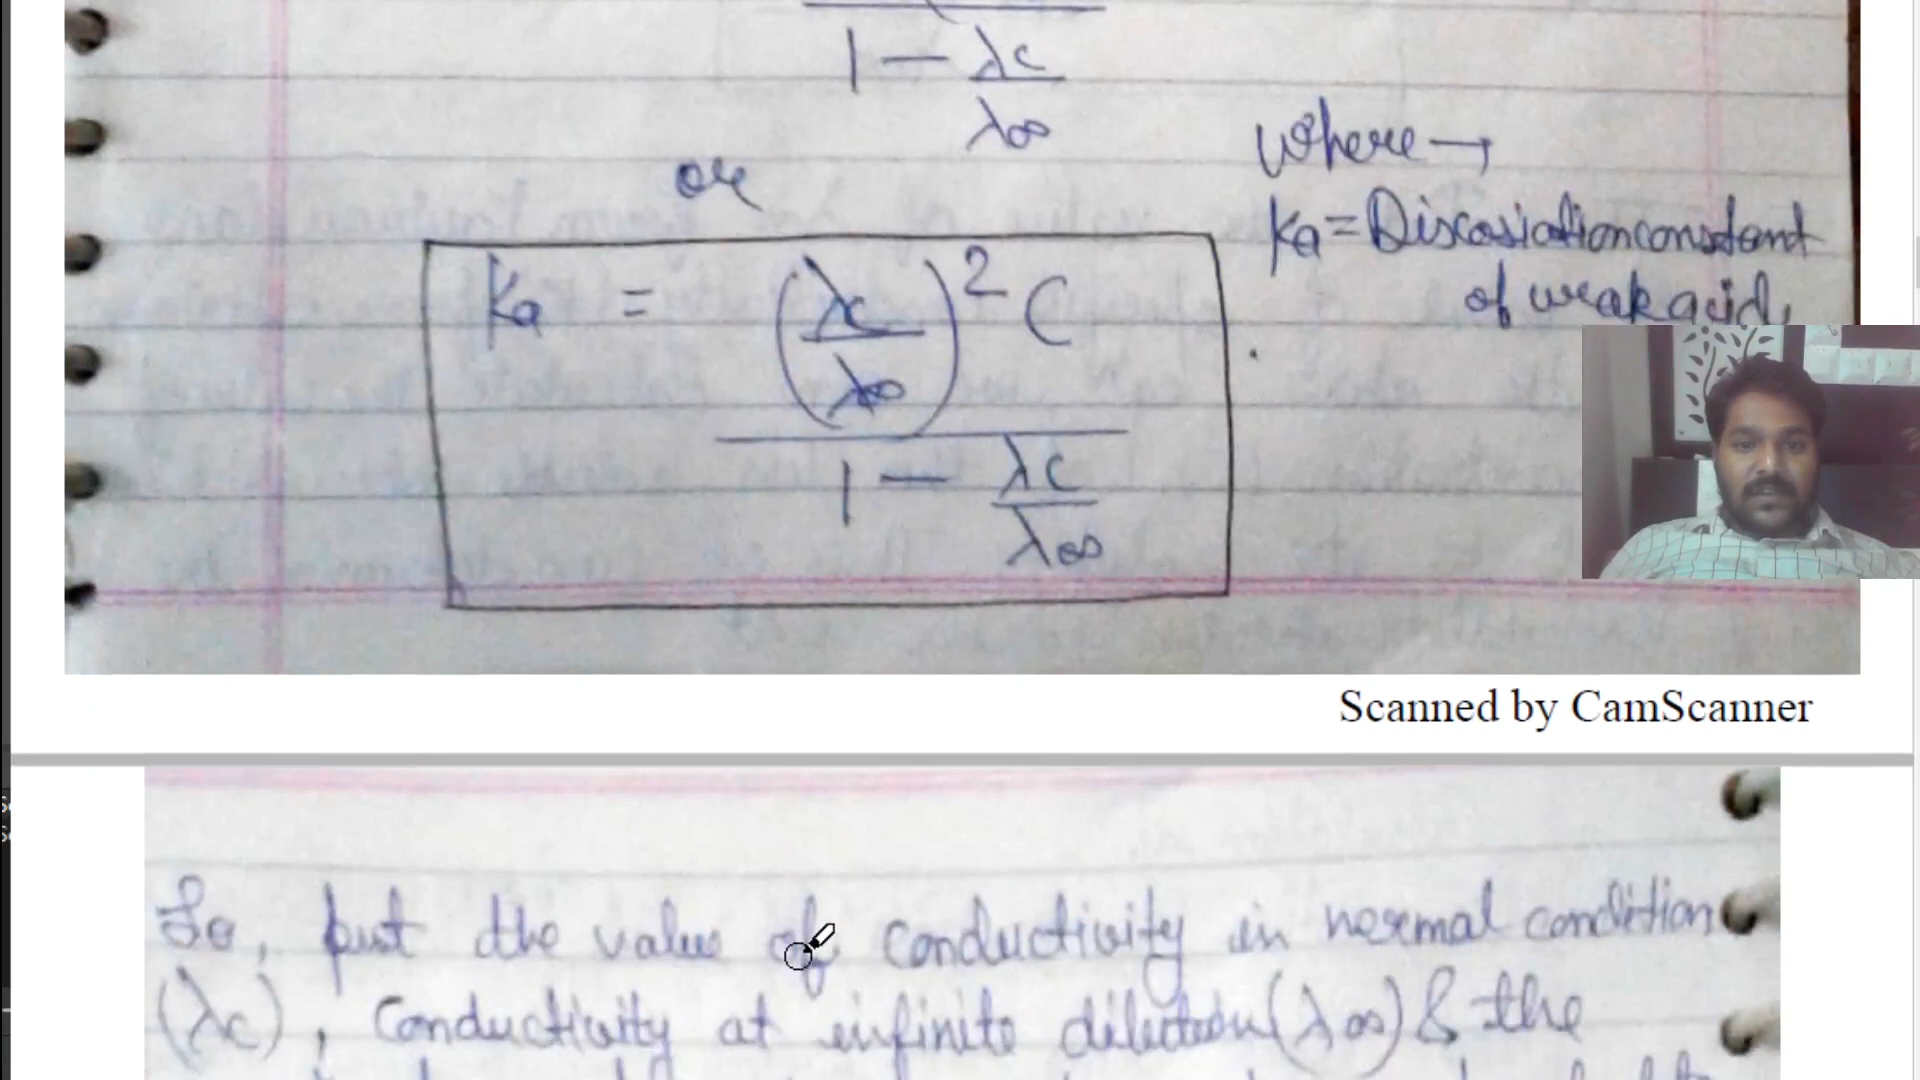 1 - λc
λ∞
or
Where →
Ka = Discosiation constant
of weak acid,
Ka = (λc / λ∞)² C
1 - λc
λ∞
Scanned by CamScanner
So, put the value of conductivity in normal condition
(λc), Conductivity at infinite dilution (λ∞) & the